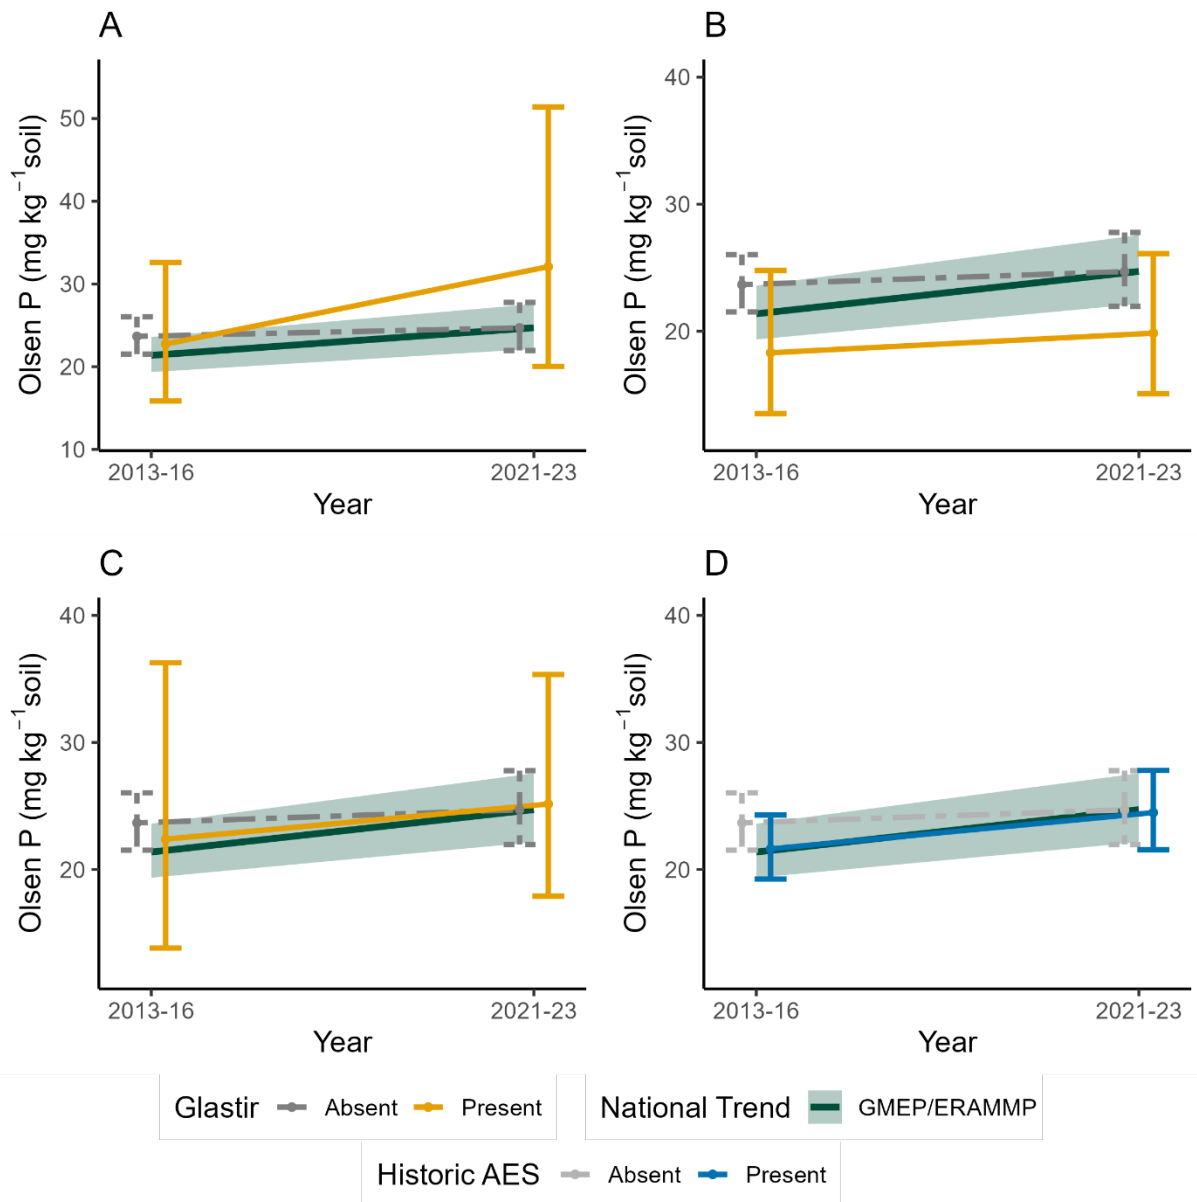 A
Olsen P (mg kg⁻¹soil)
50
40
30
20
10
2013-16
2021-23
Year
B
Olsen P (mg kg⁻¹soil)
40
30
20
2013-16
2021-23
Year
C
Olsen P (mg kg⁻¹soil)
40
30
20
2013-16
2021-23
Year
D
Olsen P (mg kg⁻¹soil)
40
30
20
2013-16
2021-23
Year
Glastir Absent Present
National Trend GMEP/ERAMMP
Historic AES Absent Present